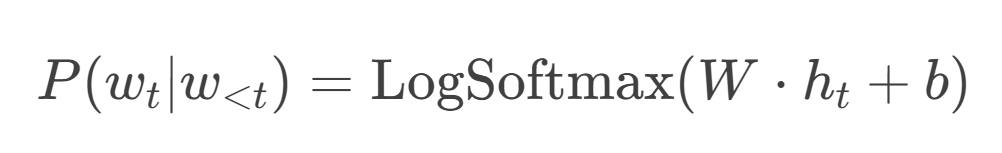 P(w_t|w_{<t}) = LogSoftmax(W · h_t + b)